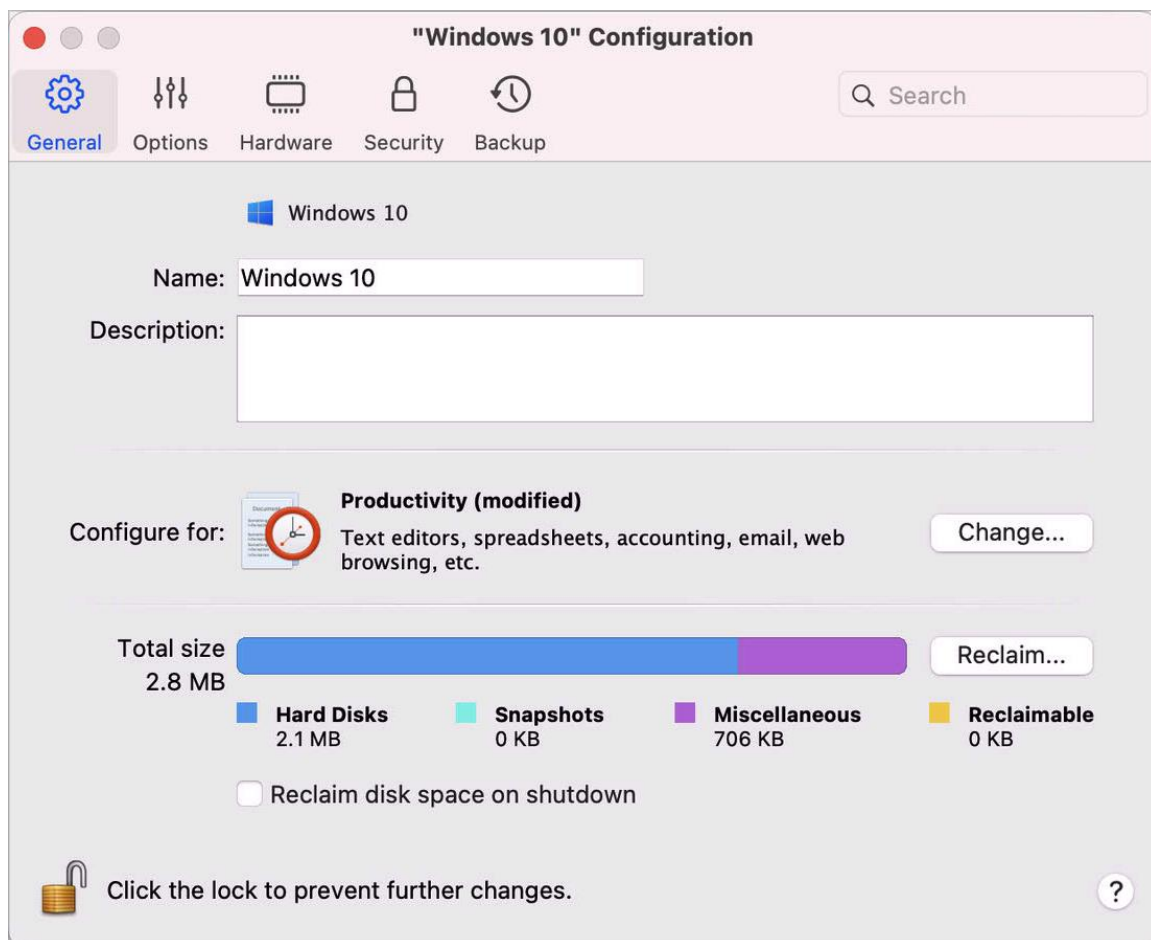 "Windows 10" Configuration
General
Options
Hardware
Security
Backup
Search
Windows 10
Name:
Windows 10
Description:
Configure for:
Productivity (modified)
Text editors, spreadsheets, accounting, email, web
browsing, etc.
Change...
Total size
2.8 MB
Reclaim...
Hard Disks
2.1 MB
Snapshots
0 KB
Miscellaneous
706 KB
Reclaimable
0 KB
Reclaim disk space on shutdown
Click the lock to prevent further changes.
?